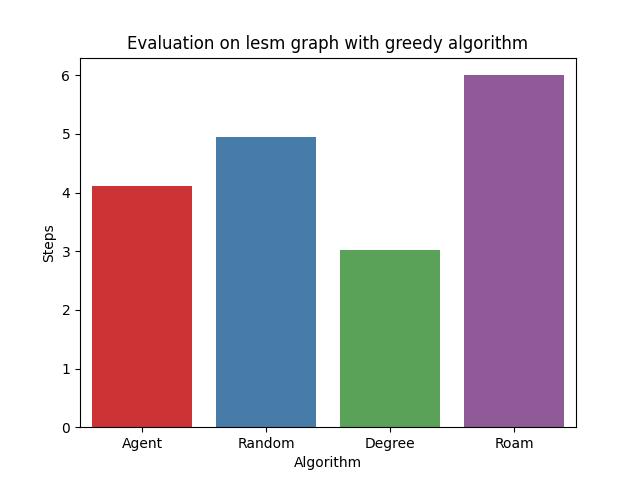 Evaluation on lesm graph with greedy algorithm
6
5
4
3
2
1
0
Steps
Agent Random Degree Roam
Algorithm